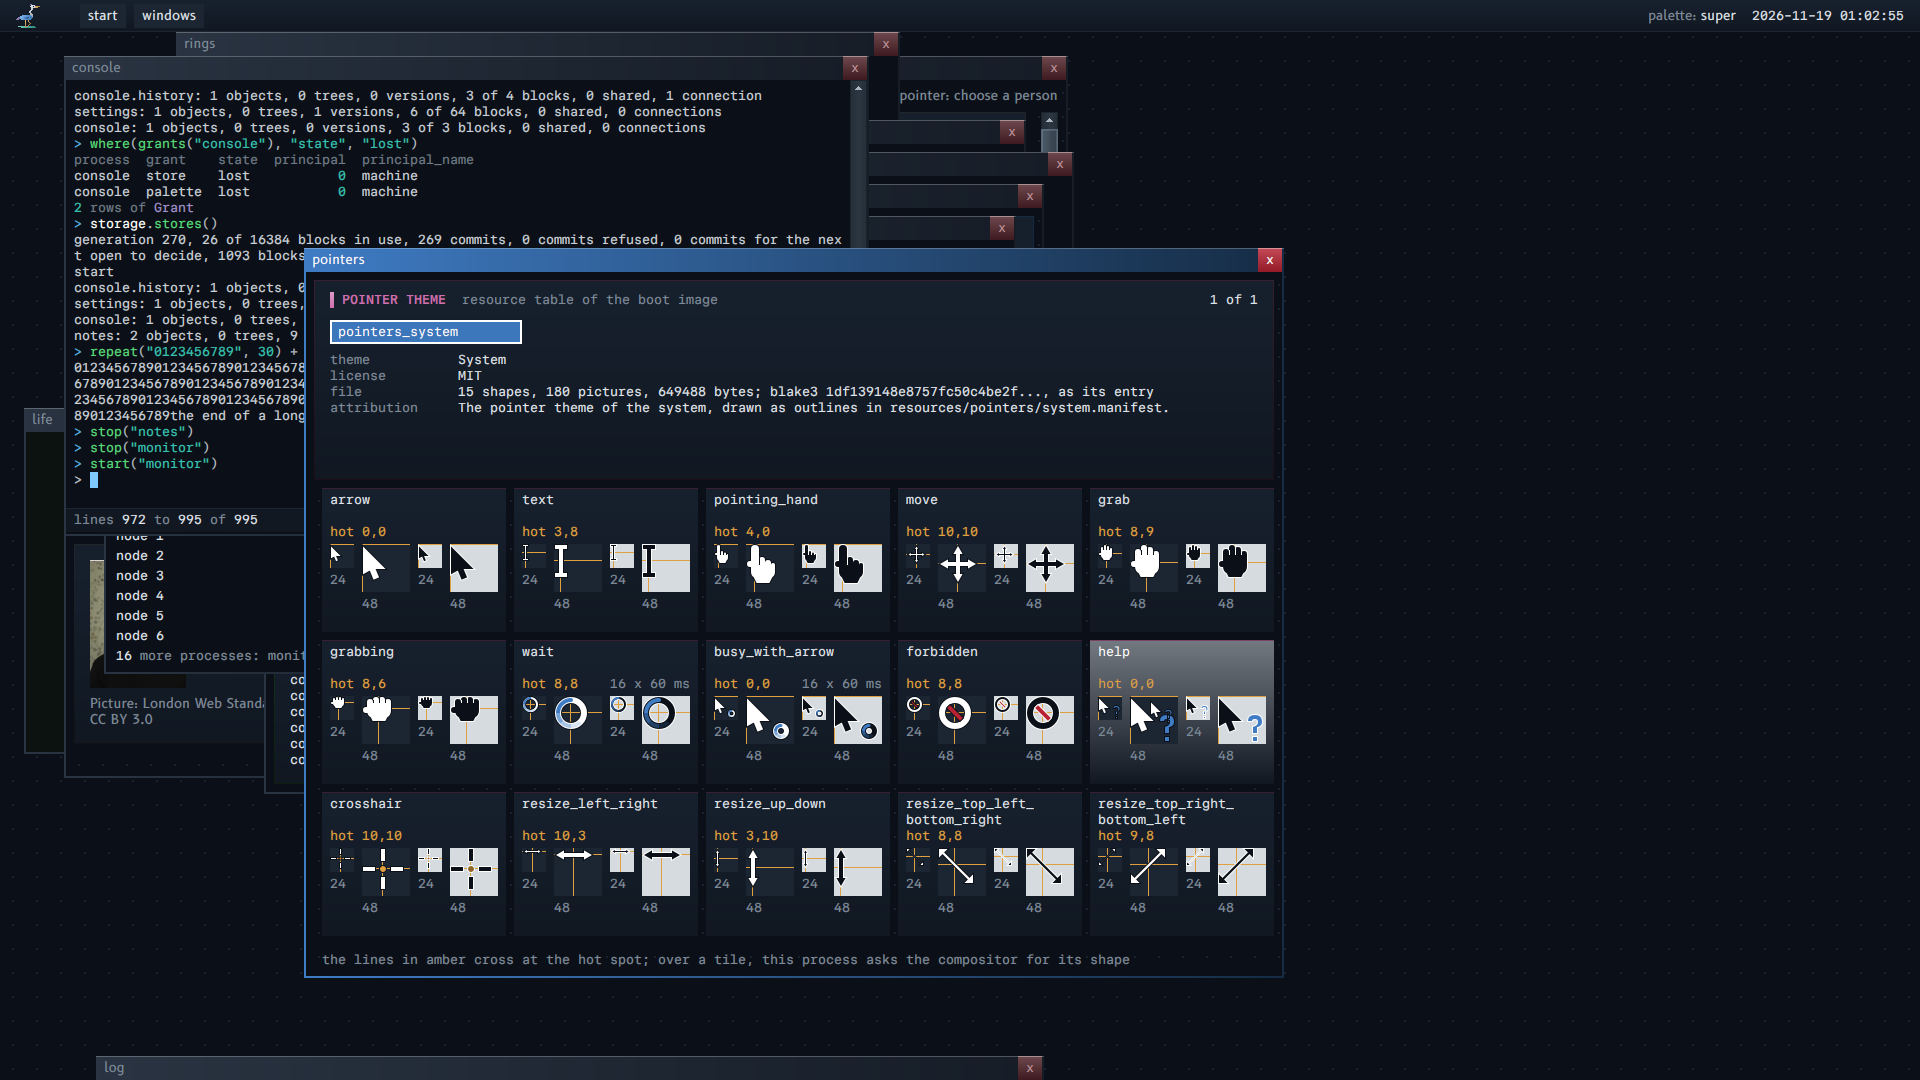 start windows palette: super 2026-11-19 01:02:55
rings x
console x
x
console.history: 1 objects, 0 trees, 0 versions, 3 of 4 blocks, 0 shared, 1 connection
settings: 1 objects, 1 versions, 6 of 64 blocks, 0 shared, 0 connections
console: 1 objects, 0 trees, 0 versions, 3 of 3 blocks, 0 shared, 0 connections
> where(grants("console"), "state", "lost")
process grant state principal principal_name
console store lost 0 machine
console palette lost 0 machine
2 rows of Grant
> storage.stores()
generation 270, 26 of 16384 blocks in use, 269 commits, 0 commits refused, 0 commits for the nex
t open to decide, 1093 blocks
start
console.history: 1 objects, 0
settings: 1 objects, 0 trees,
console: 1 objects, 0 trees,
notes: 2 objects, 0 trees, 9
> repeat("0123456789", 30) +
01234567890123456789012345678
67890123456789012345678901234
23456789012345678901234567890
890123456789the end of a long
> stop("notes")
> stop("monitor")
> start("monitor")
>
lines 972 to 995 of 995
pointer: choose a person
x
x
x
x
life
node 1
node 2
node 3
node 4
node 5
node 6
16 more processes: monit
Picture: London Web Standa
CC BY 3.0
co
co
co
co
co
co
pointers x
POINTER THEME resource table of the boot image 1 of 1
pointers_system
theme System
license MIT
file 15 shapes, 180 pictures, 649488 bytes; blake3 1df139148e8757fc50c4be2f..., as its entry
attribution The pointer theme of the system, drawn as outlines in resources/pointers/system.manifest.
arrow text pointing_hand move grab
hot 0,0 hot 3,8 hot 4,0 hot 10,10 hot 8,9
24 24 24 24 24 24 24 24 24 24
48 48 48 48 48 48 48 48 48 48
grabbing wait busy_with_arrow forbidden help
hot 8,6 hot 8,8 16 x 60 ms hot 0,0 16 x 60 ms hot 8,8 hot 0,0
24 24 24 24 24 24 24 24 24 24
48 48 48 48 48 48 48 48 48 48
crosshair resize_left_right resize_up_down resize_top_left_ resize_top_right_
bottom_right bottom_left
hot 10,10 hot 10,3 hot 3,10 hot 8,8 hot 9,8
24 24 24 24 24 24 24 24 24 24
48 48 48 48 48 48 48 48 48 48
the lines in amber cross at the hot spot; over a tile, this process asks the compositor for its shape
log x